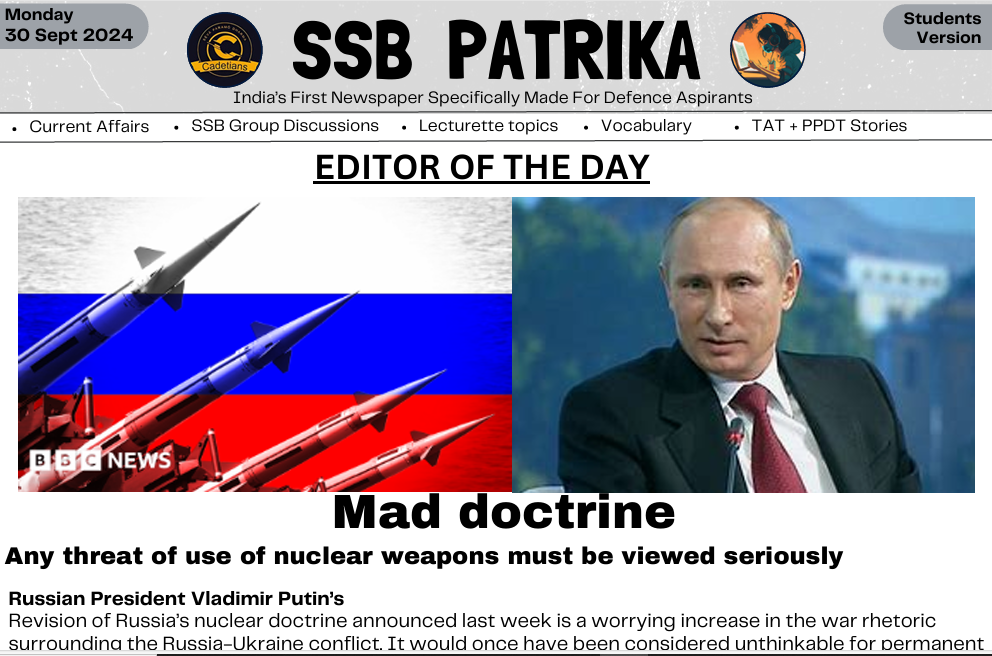 Monday
30 Sept 2024
Cadetians
SSB PATRIKA
Students
Version
India's First Newspaper Specifically Made For Defence Aspirants
• Current Affairs • SSB Group Discussions • Lecturette topics • Vocabulary • TAT + PPDT Stories
EDITOR OF THE DAY
BBC NEWS
Mad doctrine
Any threat of use of nuclear weapons must be viewed seriously
Russian President Vladimir Putin's
Revision of Russia's nuclear doctrine announced last week is a worrying increase in the war rhetoric
surrounding the Russia-Ukraine conflict. It would once have been considered unthinkable for permanent